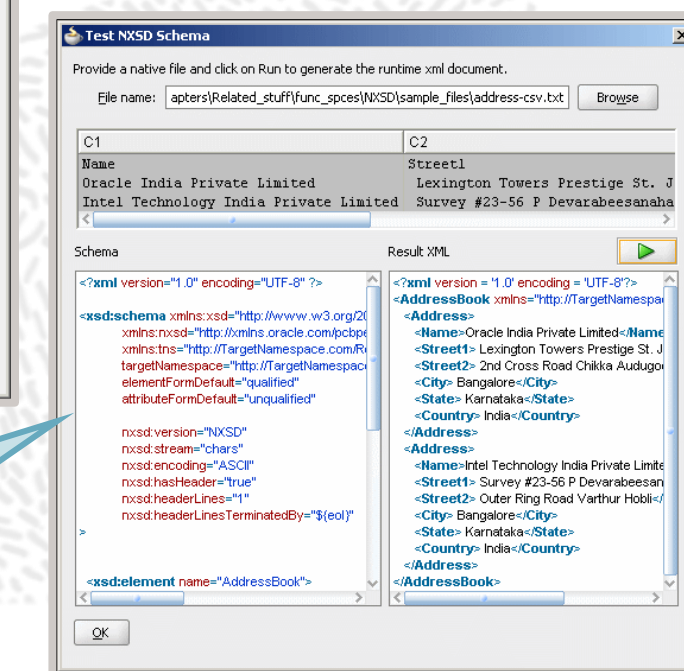 Test NXSD Schema
Provide a native file and click on Run to generate the runtime xml document.
File name: apters\Related_stuff\func_spces\NXSD\sample_files\address-csv.txt Browse
C1 C2
Name Street1
Oracle India Private Limited Lexington Towers Prestige St. J
Intel Technology India Private Limited Survey #23-56 P Devarabeesanaha
Schema
<?xml version="1.0" encoding="UTF-8" ?>
<xsd:schema xmlns:xsd="http://www.w3.org/20
xmlns:nxsd="http://xmlns.oracle.com/pcbpe
xmlns:tns="http://TargetNamespace.com/R
targetNamespace="http://TargetNamespac
elementFormDefault="qualified"
attributeFormDefault="unqualified"
nxsd:version="NXSD"
nxsd:stream="chars"
nxsd:encoding="ASCII"
nxsd:hasHeader="true"
nxsd:headerLines="1"
nxsd:headerLinesTerminatedBy="${eol}"
>
<xsd:element name="AddressBook">
Result XML
<?xml version = '1.0' encoding = 'UTF-8'?>
<AddressBook xmlns="http://TargetNamespa
<Address>
<Name>Oracle India Private Limited</Name
<Street1> Lexington Towers Prestige St. J
<Street2> 2nd Cross Road Chikka Audugo
<City> Bangalore</City>
<State> Karnataka</State>
<Country> India</Country>
</Address>
<Address>
<Name>Intel Technology India Private Limite
<Street1> Survey #23-56 P Devarabeesan
<Street2> Outer Ring Road Varthur Hobli</
<City> Bangalore</City>
<State> Karnataka</State>
<Country> India</Country>
</Address>
</AddressBook>
OK